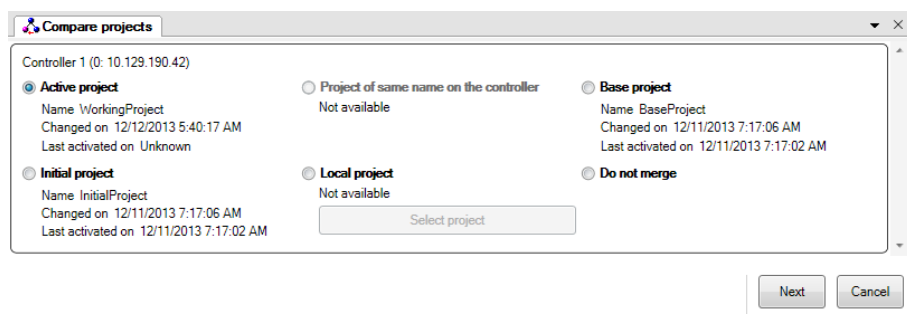 Compare projects
Controller 1 (0: 10.129.190.42)
Active project
Name WorkingProject
Changed on 12/12/2013 5:40:17 AM
Last activated on Unknown
Project of same name on the controller
Not available
Base project
Name BaseProject
Changed on 12/11/2013 7:17:06 AM
Last activated on 12/11/2013 7:17:02 AM
Initial project
Name InitialProject
Changed on 12/11/2013 7:17:06 AM
Last activated on 12/11/2013 7:17:02 AM
Local project
Not available
Select project
Do not merge
Next
Cancel